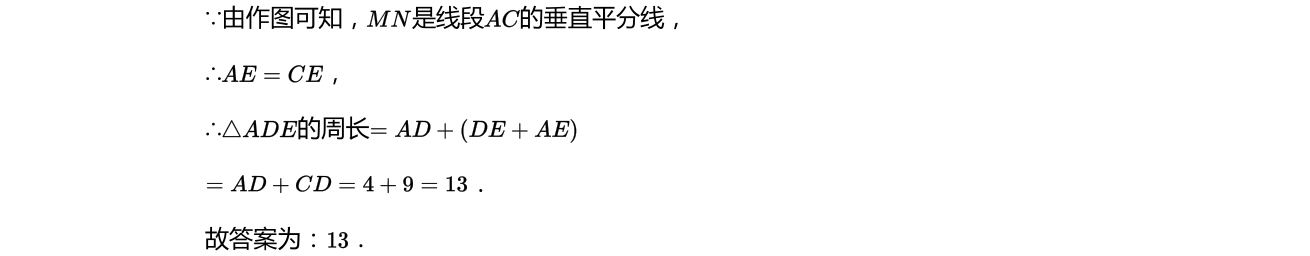 ∵由作图可知，MN是线段AC的垂直平分线，
∴AE = CE，
∴△ADE的周长= AD + (DE + AE)
= AD + CD = 4 + 9 = 13．
故答案为：13．